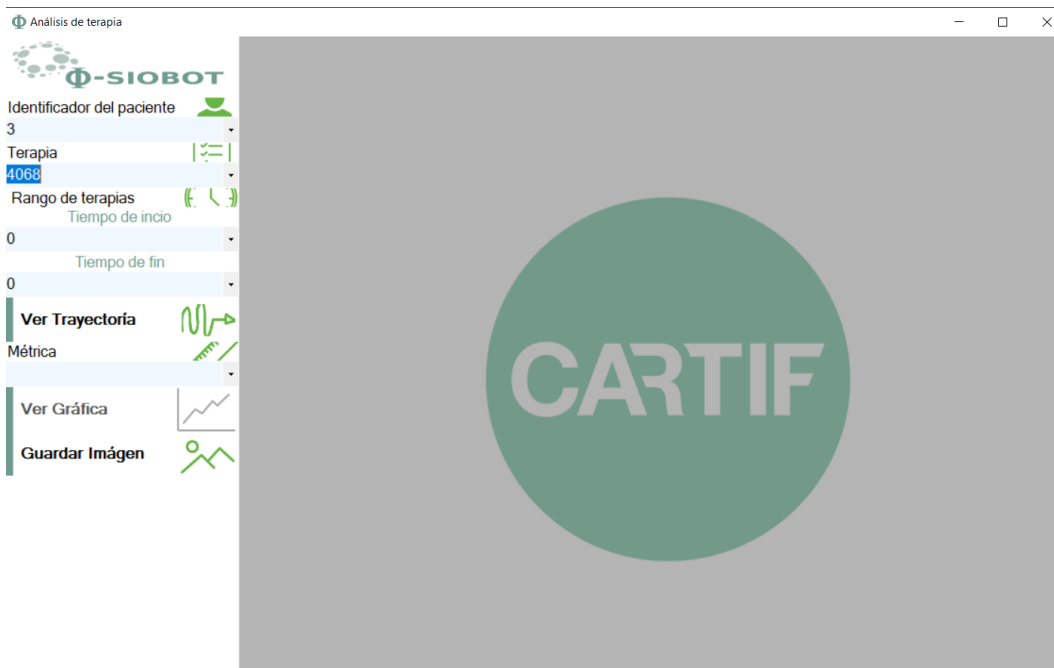 Análisis de terapia
Φ-SIOBOT
Identificador del paciente
3
Terapia
4068
Rango de terapias
Tiempo de incio
0
Tiempo de fin
0
Ver Trayectoría
Métrica
Ver Gráfica
Guardar Imágen
CARTIF